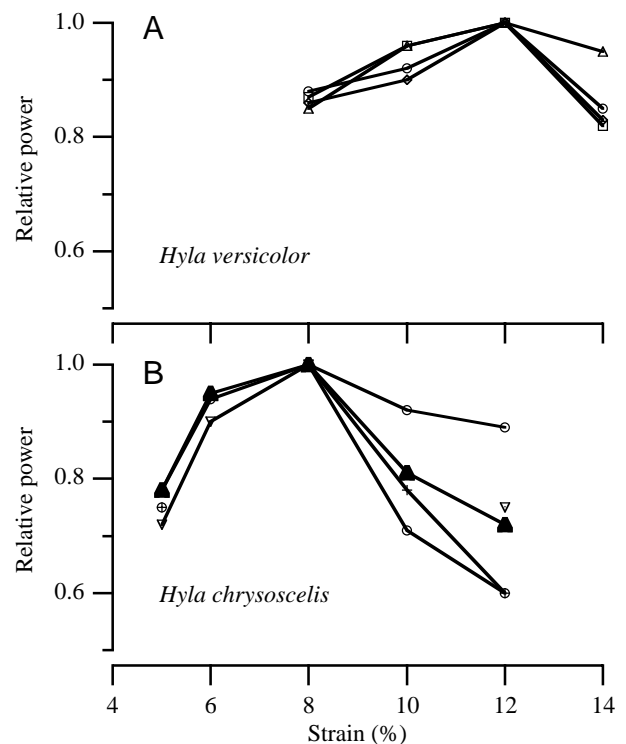 A
1.0
0.8
0.6
Relative power
Hyla versicolor
B
1.0
0.8
0.6
Relative power
Hyla chrysoscelis
4 6 8 10 12 14
Strain (%)